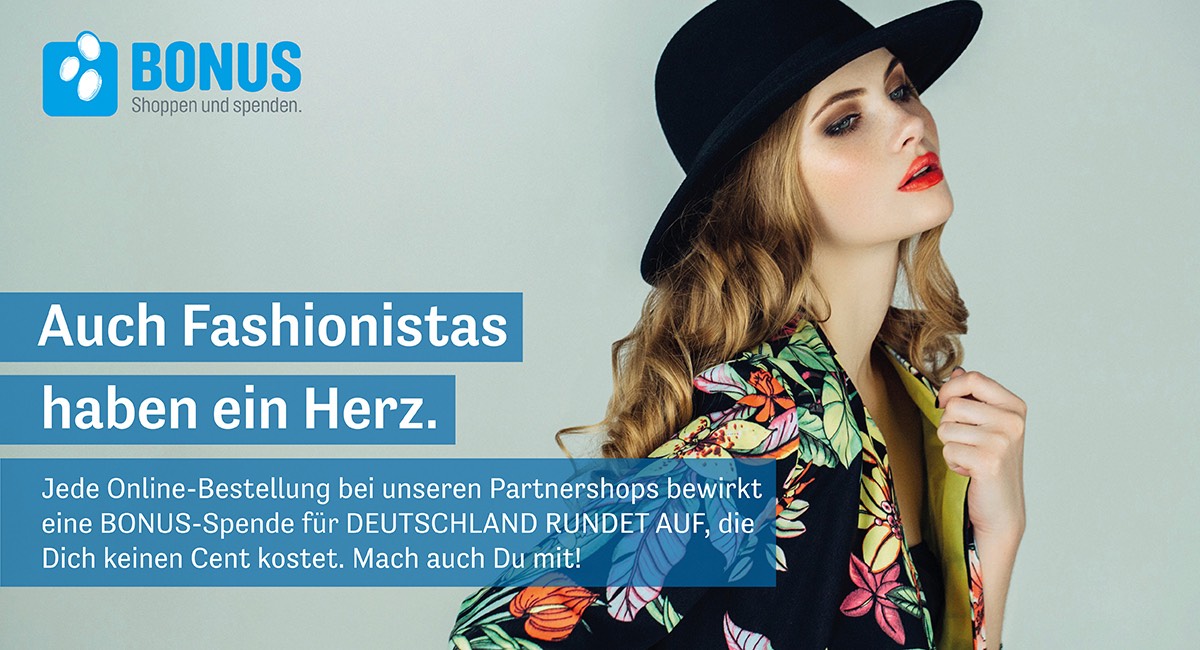 BONUS
Shoppen und spenden.
Auch Fashionistas
haben ein Herz.
Jede Online-Bestellung bei unseren Partnershops bewirkt
eine BONUS-Spende für DEUTSCHLAND RUNDET AUF, die
Dich keinen Cent kostet. Mach auch Du mit!